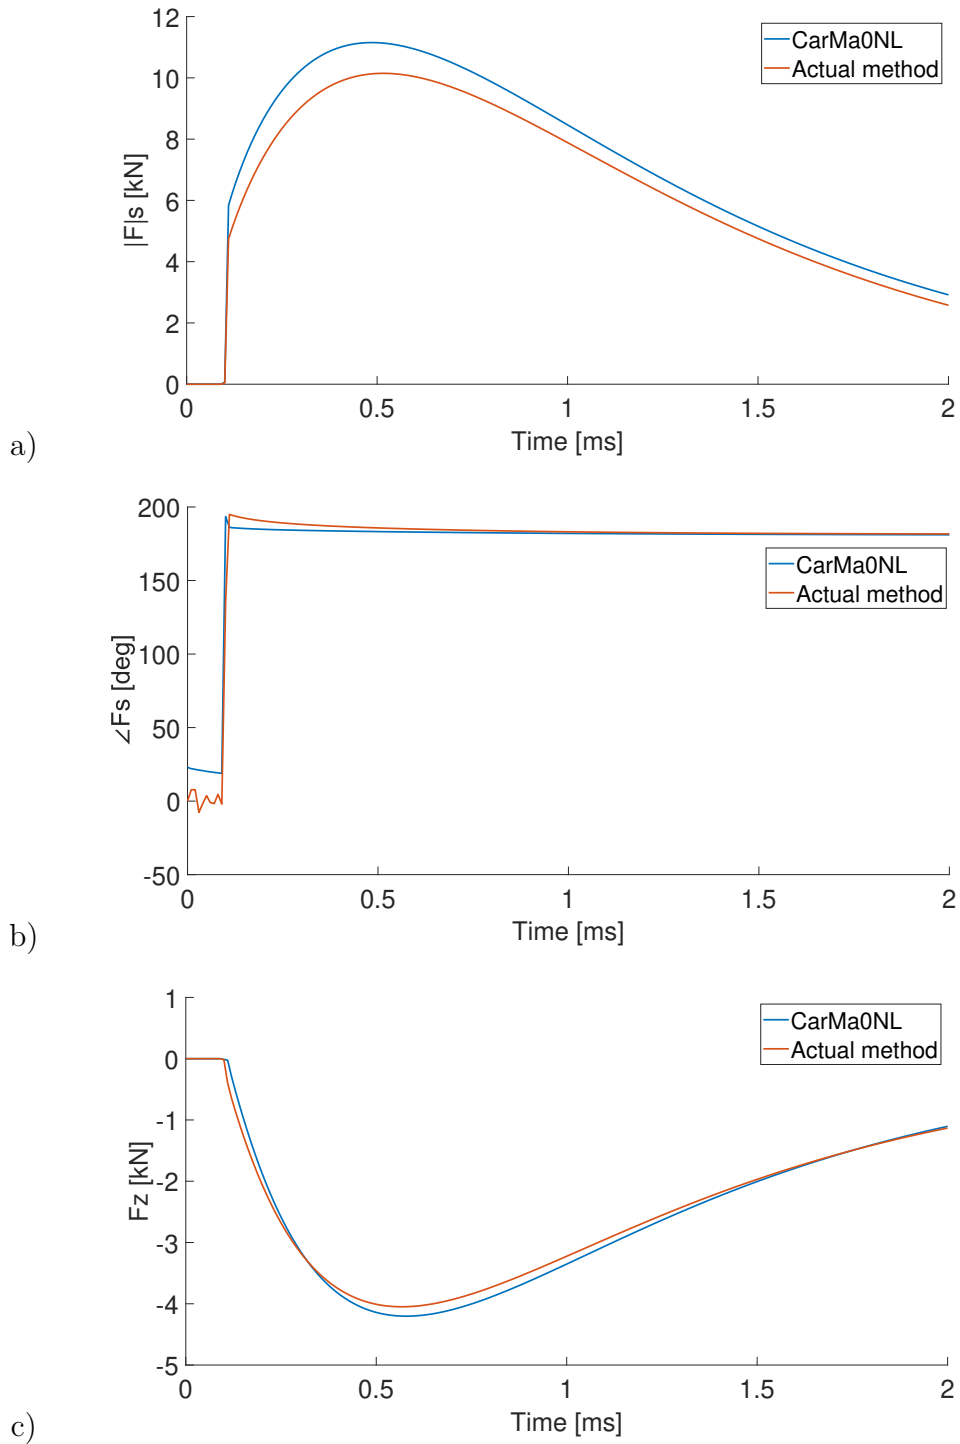 12
10
8
6
4
2
0
|F|s [kN]
0 0.5 1 1.5 2
Time [ms]
CarMa0NL
Actual method
a)
200
150
100
50
0
-50
∠Fs [deg]
0 0.5 1 1.5 2
Time [ms]
CarMa0NL
Actual method
b)
1
0
-1
-2
-3
-4
-5
Fz [kN]
0 0.5 1 1.5 2
Time [ms]
CarMa0NL
Actual method
c)